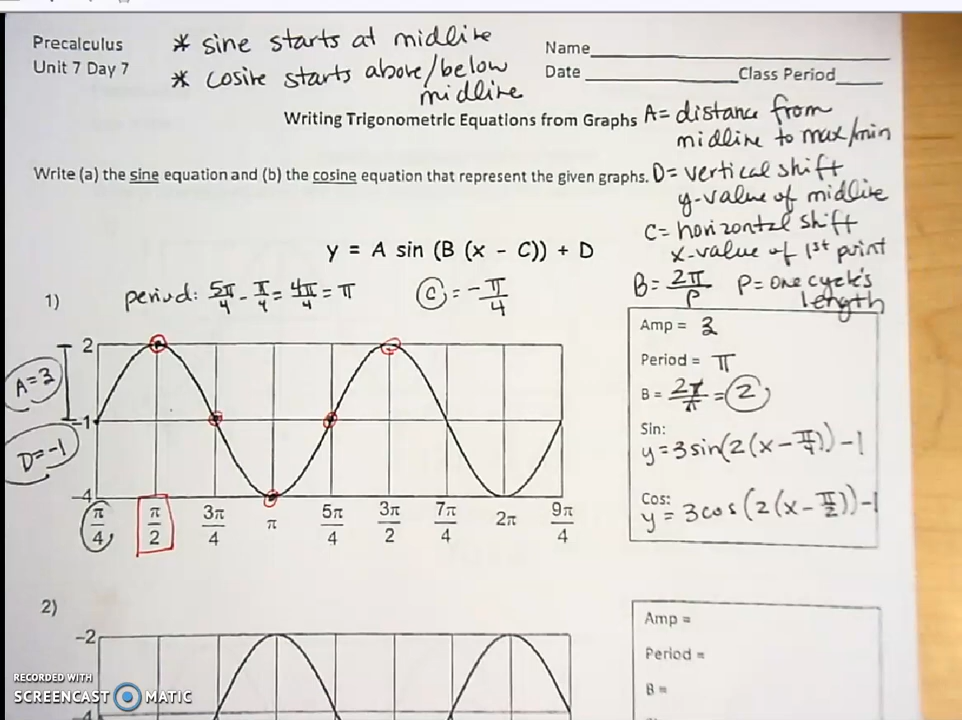 Precalculus
Unit 7 Day 7
* sine starts at midline
* cosine starts above/below
midline
Name
Date Class Period
Writing Trigonometric Equations from Graphs
A = distance from
midline to max/min
Write (a) the sine equation and (b) the cosine equation that represent the given graphs.
D = vertical shift
y-value of midline
C = horizontal shift
x-value of 1st point
y = A sin (B (x - C)) + D
B = 2π/P P = one cycle's
length
1)
period: 5π/4 - π/4 = 4π/4 = π
C = -π/4
2
-1
-4
A=3
D=-1
π/4 π/2 3π/4 π 5π/4 3π/2 7π/4 2π 9π/4
Amp = 3
Period = π
B = 2π/π = 2
Sin:
y = 3 sin(2(x - π/4)) - 1
Cos:
y = 3 cos(2(x - π/2)) - 1
2)
-2
-4
Amp =
Period =
B =
RECORDED WITH
SCREENCAST MATIC